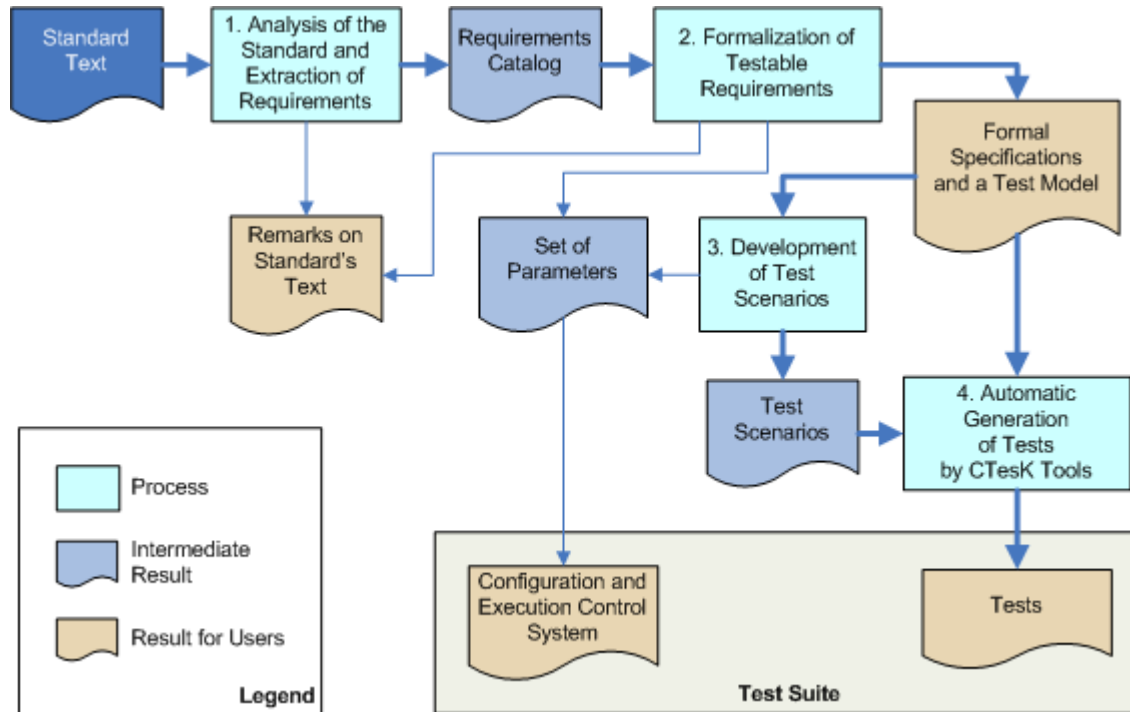 Standard
Text
1. Analysis of the
Standard and
Extraction of
Requirements
Requirements
Catalog
2. Formalization of
Testable
Requirements
Formal
Specifications
and a Test Model
Remarks on
Standard's
Text
Set of
Parameters
3. Development
of Test
Scenarios
Test
Scenarios
4. Automatic
Generation
of Tests
by CTesK Tools
Process
Intermediate
Result
Result for Users
Legend
Configuration and
Execution Control
System
Tests
Test Suite